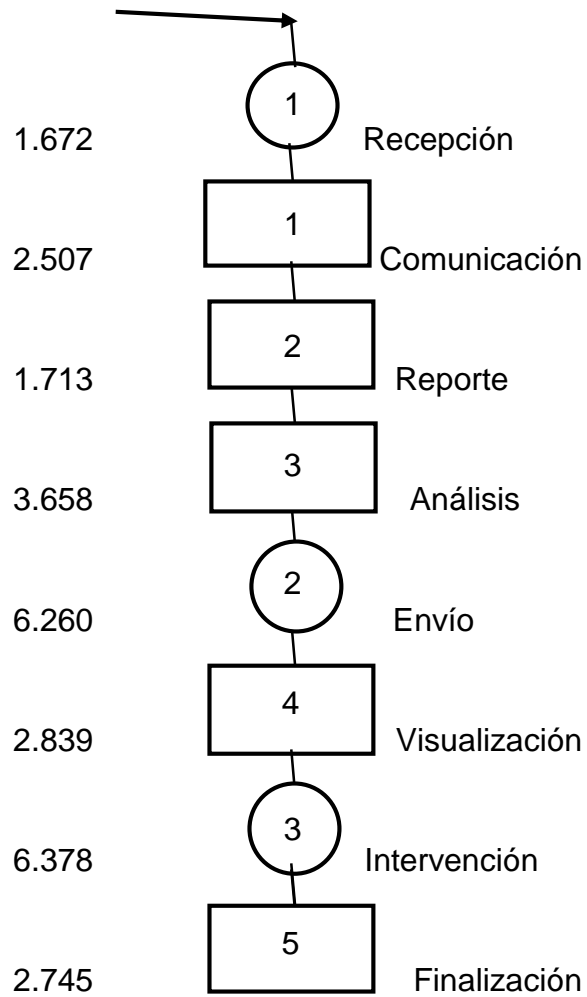 1
1.672 Recepción
1
2.507 Comunicación
2
1.713 Reporte
3
3.658 Análisis
2
6.260 Envío
4
2.839 Visualización
3
6.378 Intervención
5
2.745 Finalización